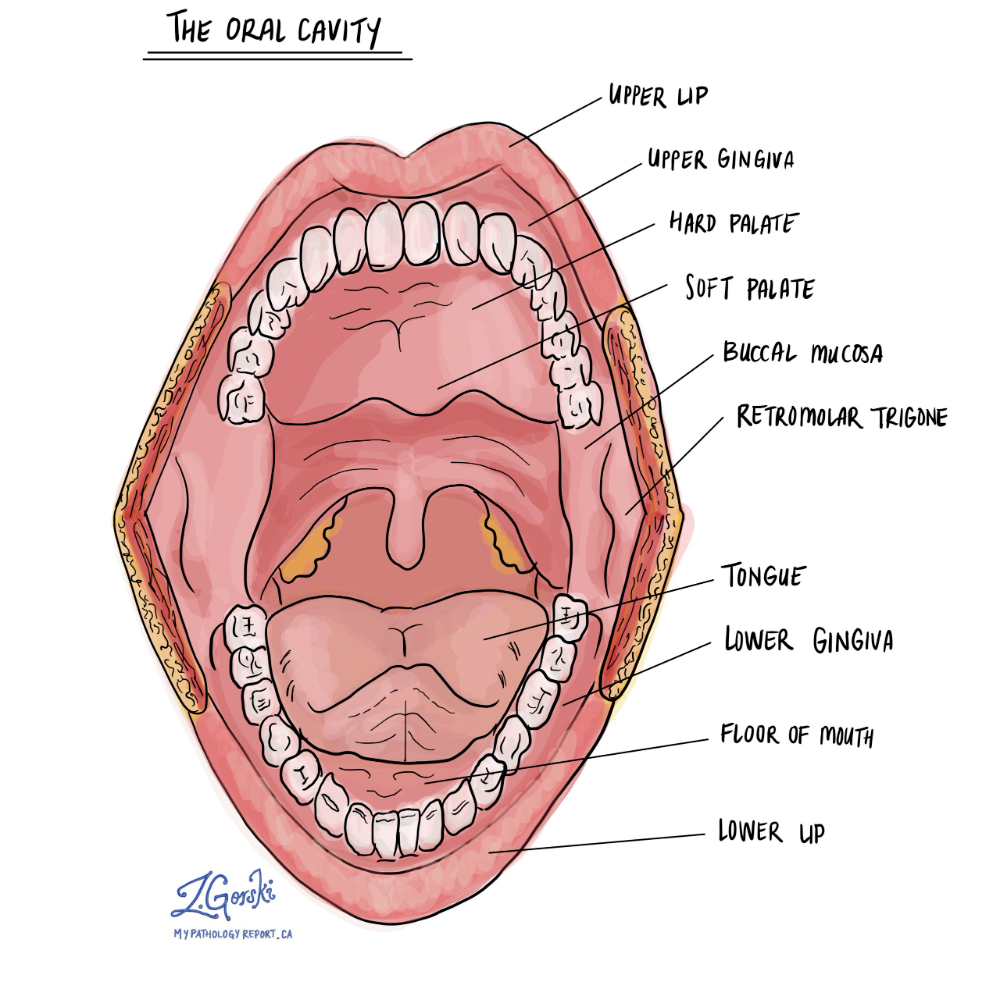 THE ORAL CAVITY
UPPER LIP
UPPER GINGIVA
HARD PALATE
SOFT PALATE
BUCCAL MUCOSA
RETROMOLAR TRIGONE
TONGUE
LOWER GINGIVA
FLOOR OF MOUTH
LOWER LIP
Z.Gorski
MYPATHOLOGYREPORT.CA